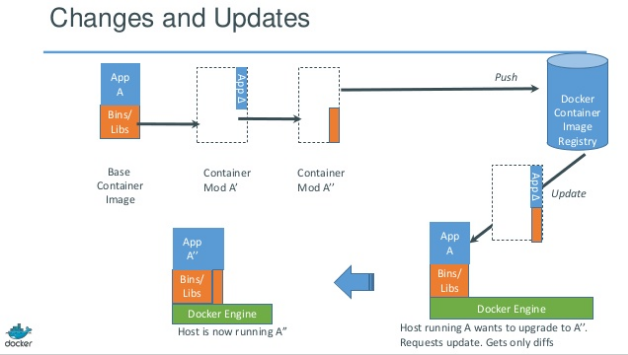 Changes and Updates
App
A
Bins/
Libs
App Δ
Push
Docker
Container
Image
Registry
Base
Container
Image
Container
Mod A'
Container
Mod A''
App Δ
Update
App
A''
Bins/
Libs
Docker Engine
Host is now running A''
App
A
Bins/
Libs
Docker Engine
Host running A wants to upgrade to A''.
Requests update. Gets only diffs
docker